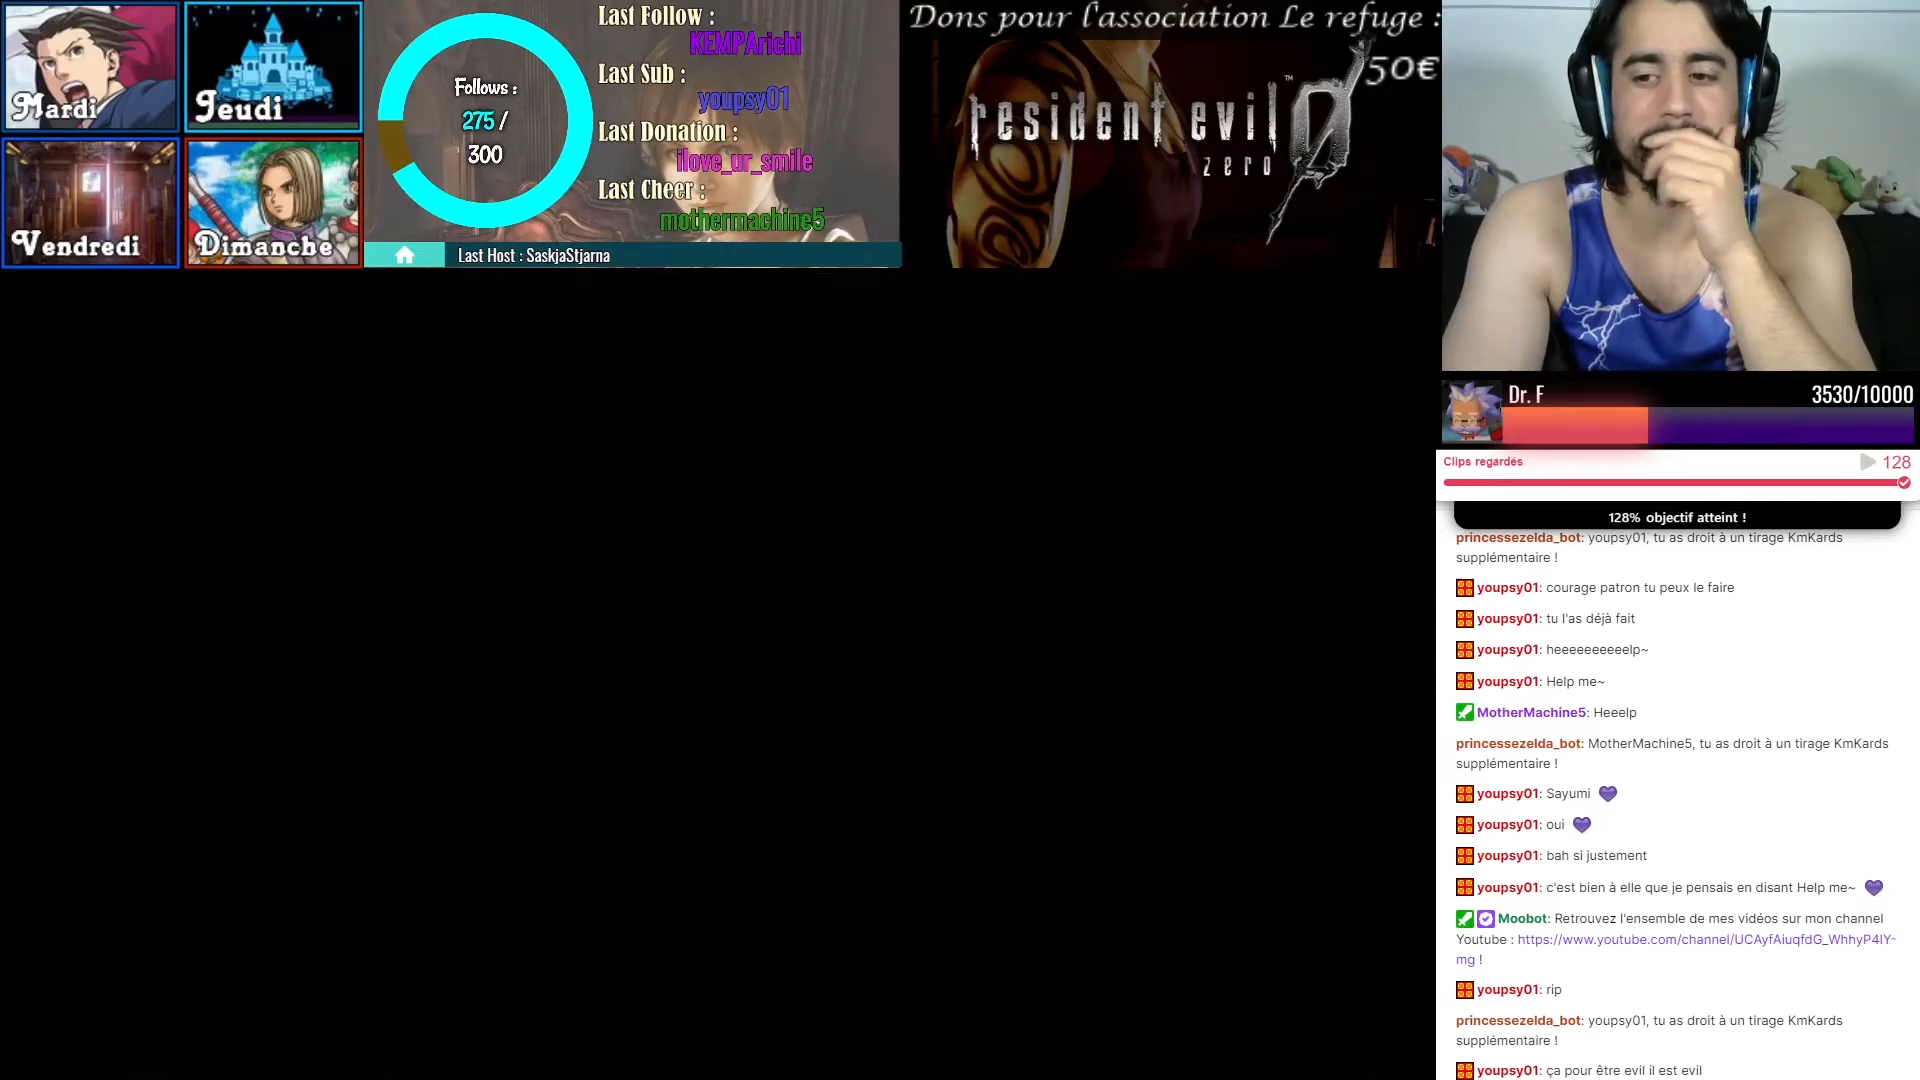 Mardi
Jeudi
Vendredi
Dimanche
Follows :
275 /
300
Last Follow :
KEMPArichi
Last Sub :
youpsy01
Last Donation :
ilove_ur_smile
Last Cheer :
mothermachine5
Last Host : SaskjaStjarna
Dons pour l'association Le refuge :
50€
resident evil 0
TM
zero
Dr. F
3530/10000
Clips regardés
128
128% objectif atteint !
princessezelda_bot: youpsy01, tu as droit à un tirage KmKards
supplémentaire !
youpsy01: courage patron tu peux le faire
youpsy01: tu l'as déjà fait
youpsy01: heeeeeeeeeelp~
youpsy01: Help me~
MotherMachine5: Heeelp
princessezelda_bot: MotherMachine5, tu as droit à un tirage KmKards
supplémentaire !
youpsy01: Sayumi 💜
youpsy01: oui 💜
youpsy01: bah si justement
youpsy01: c'est bien à elle que je pensais en disant Help me~ 💜
Moobot: Retrouvez l'ensemble de mes vidéos sur mon channel
Youtube : https://www.youtube.com/channel/UCAyfAiuqfdG_WhhyP4lY-
mg !
youpsy01: rip
princessezelda_bot: youpsy01, tu as droit à un tirage KmKards
supplémentaire !
youpsy01: ça pour être evil il est evil